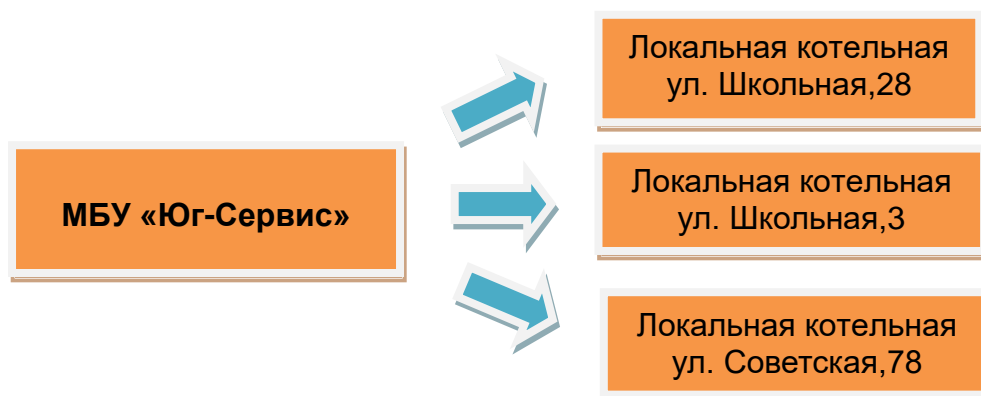 МБУ «Юг-Сервис»
Локальная котельная
ул. Школьная,28
Локальная котельная
ул. Школьная,3
Локальная котельная
ул. Советская,78